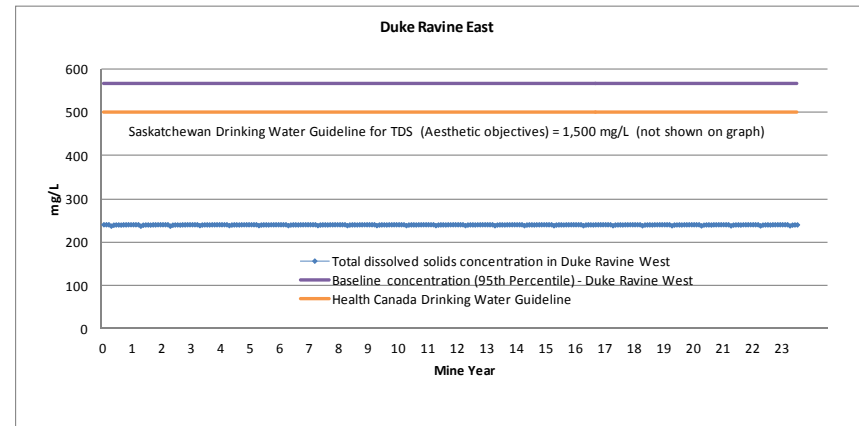 Duke Ravine East
600
500
400
300
200
100
0
mg/L
Saskatchewan Drinking Water Guideline for TDS (Aesthetic objectives) = 1,500 mg/L (not shown on graph)
Total dissolved solids concentration in Duke Ravine West
Baseline concentration (95th Percentile) - Duke Ravine West
Health Canada Drinking Water Guideline
0 1 2 3 4 5 6 7 8 9 10 11 12 13 14 15 16 17 18 19 20 21 22 23
Mine Year